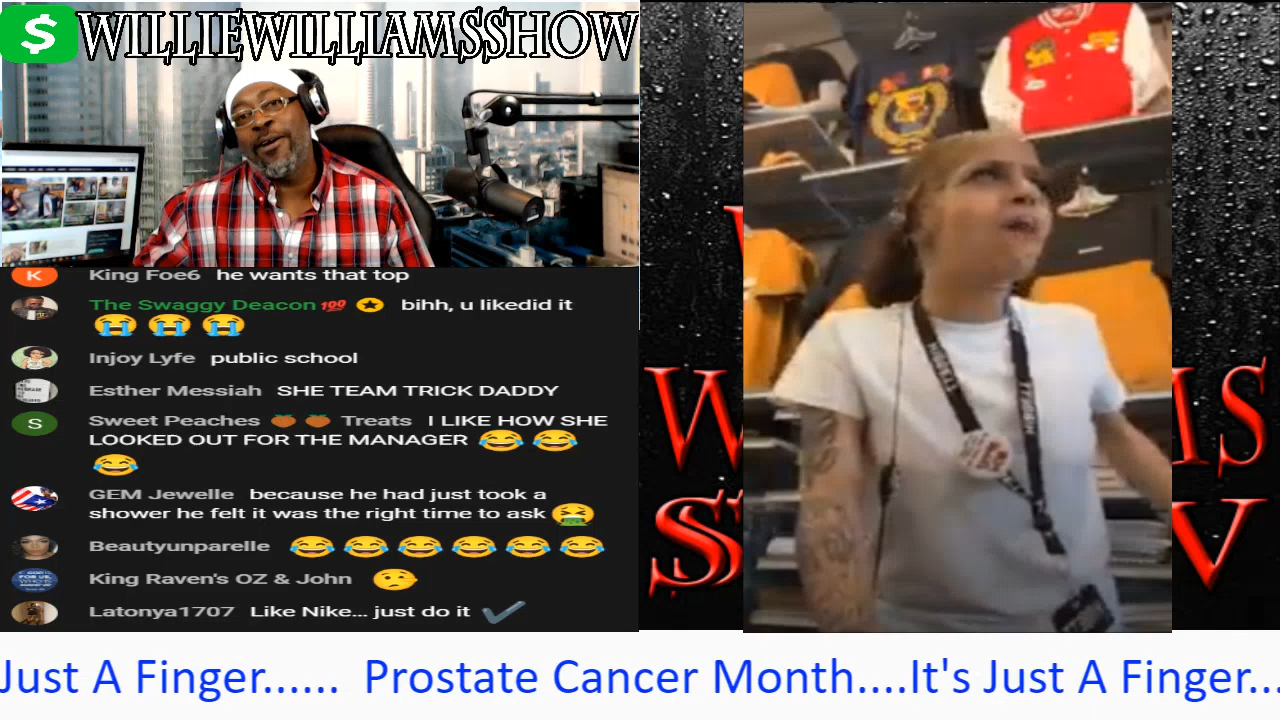 $ WILLIEWILLIAMSSHOW
King Foe6 he wants that top
The Swaggy Deacon 💯 bihh, u likedid it
😭 😭 😭
Injoy Lyfe public school
Esther Messiah SHE TEAM TRICK DADDY
Sweet Peaches 🍑 🍑 Treats I LIKE HOW SHE
LOOKED OUT FOR THE MANAGER 😂 😂
😂
GEM Jewelle because he had just took a
shower he felt it was the right time to ask 🤮
Beautyunparelle 😂 😂 😂 😂 😂 😂
King Raven's OZ & John 🤨
Latonya1707 Like Nike... just do it ✔
K
S
Just A Finger...... Prostate Cancer Month....It's Just A Finger...